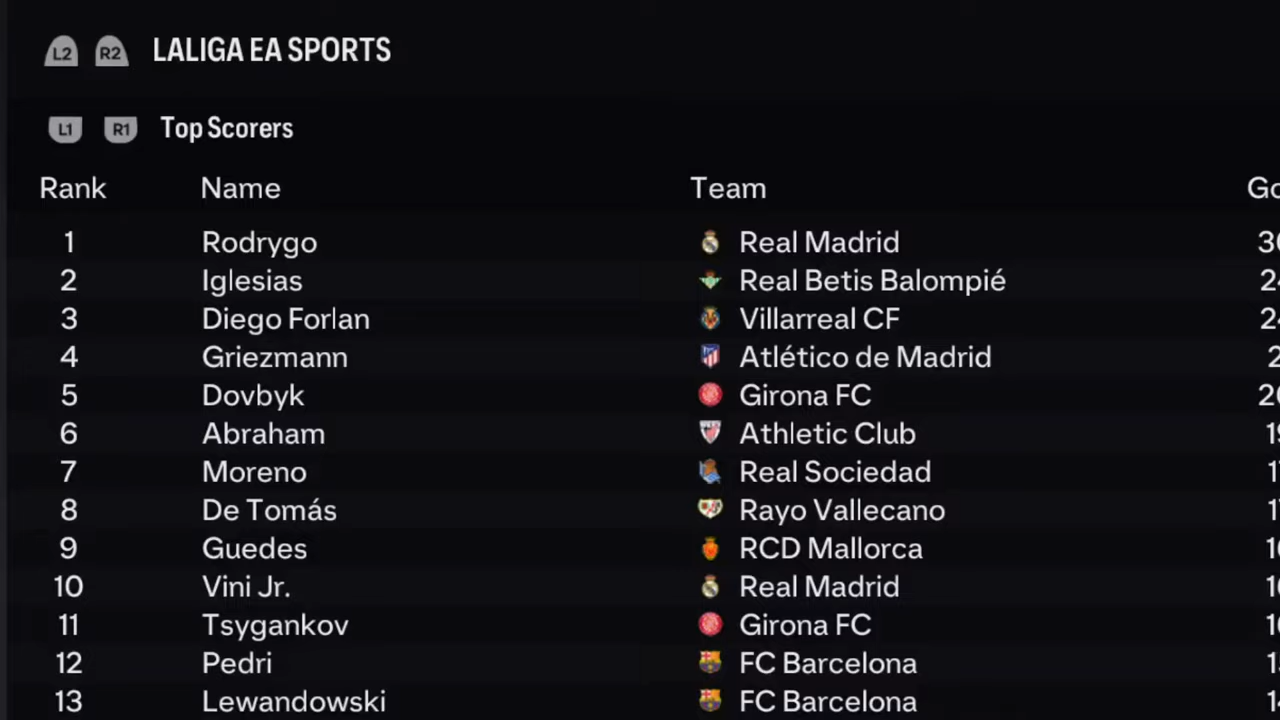 L2 R2 LALIGA EA SPORTS
L1 R1 Top Scorers
Rank Name Team
1 Rodrygo Real Madrid
2 Iglesias Real Betis Balompié
3 Diego Forlan Villarreal CF
4 Griezmann Atlético de Madrid
5 Dovbyk Girona FC
6 Abraham Athletic Club
7 Moreno Real Sociedad
8 De Tomás Rayo Vallecano
9 Guedes RCD Mallorca
10 Vini Jr. Real Madrid
11 Tsygankov Girona FC
12 Pedri FC Barcelona
13 Lewandowski FC Barcelona